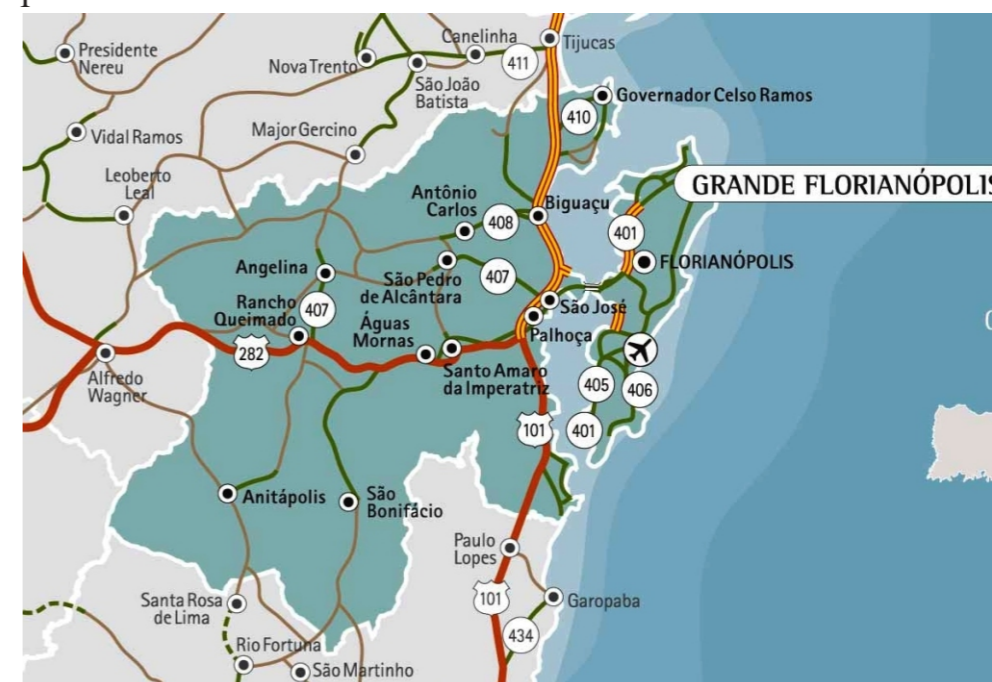 Canelinha
Tijucas
411
Presidente
Nereu
Nova Trento
São João
Batista
Governador Celso Ramos
410
Vidal Ramos
Major Gercino
Leoberto
Leal
GRANDE FLORIANÓPOLIS
Antônio
Carlos
408
Biguaçu
401
FLORIANÓPOLIS
Angelina
São Pedro
de Alcântara
407
Rancho
Queimado
407
Águas
Mornas
São José
Palhoça
282
Santo Amaro
da Imperatriz
Alfredo
Wagner
405
406
101
401
Anitápolis
São
Bonifácio
Paulo
Lopes
101
Garopaba
Santa Rosa
de Lima
434
Rio Fortuna
São Martinho